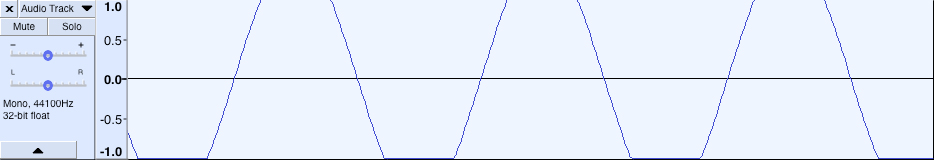 Audio Track
Mute Solo
- +
L R
Mono, 44100Hz
32-bit float
1.0
0.5
0.0
-0.5
-1.0